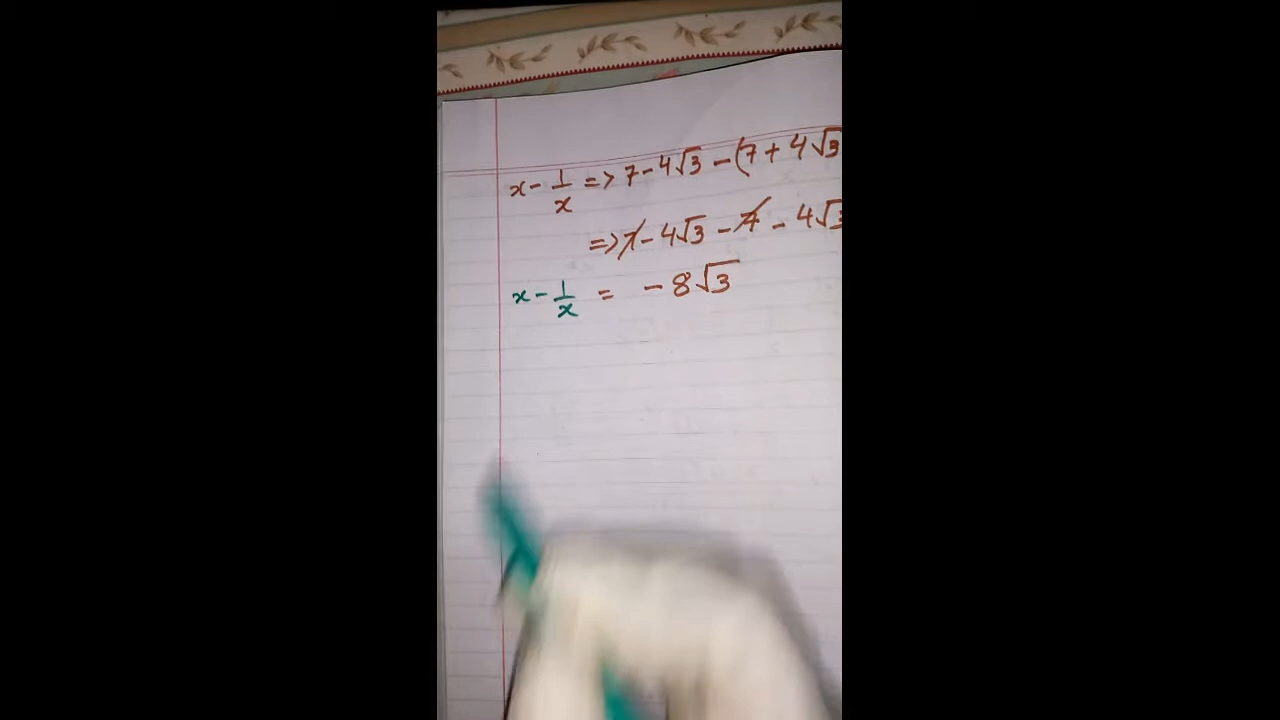 x - 1/x => 7 - 4√3 - (7 + 4√3
=> 7 - 4√3 - 7 - 4√3
x - 1/x = - 8√3